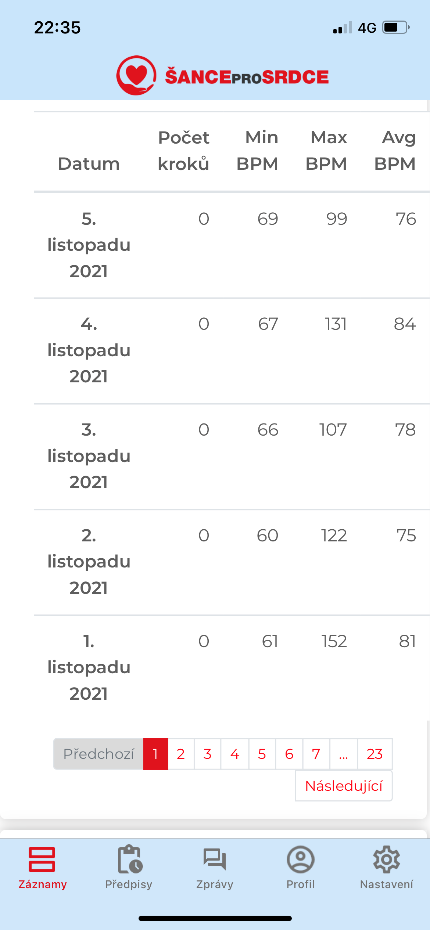 22:35 4G
ŠANCEPROSRDCE
Datum Počet kroků Min BPM Max BPM Avg BPM
5. listopadu 2021 0 69 99 76
4. listopadu 2021 0 67 131 84
3. listopadu 2021 0 66 107 78
2. listopadu 2021 0 60 122 75
1. listopadu 2021 0 61 152 81
Předchozí 1 2 3 4 5 6 7 ... 23
Následující
Záznamy Předpisy Zprávy Profil Nastavení